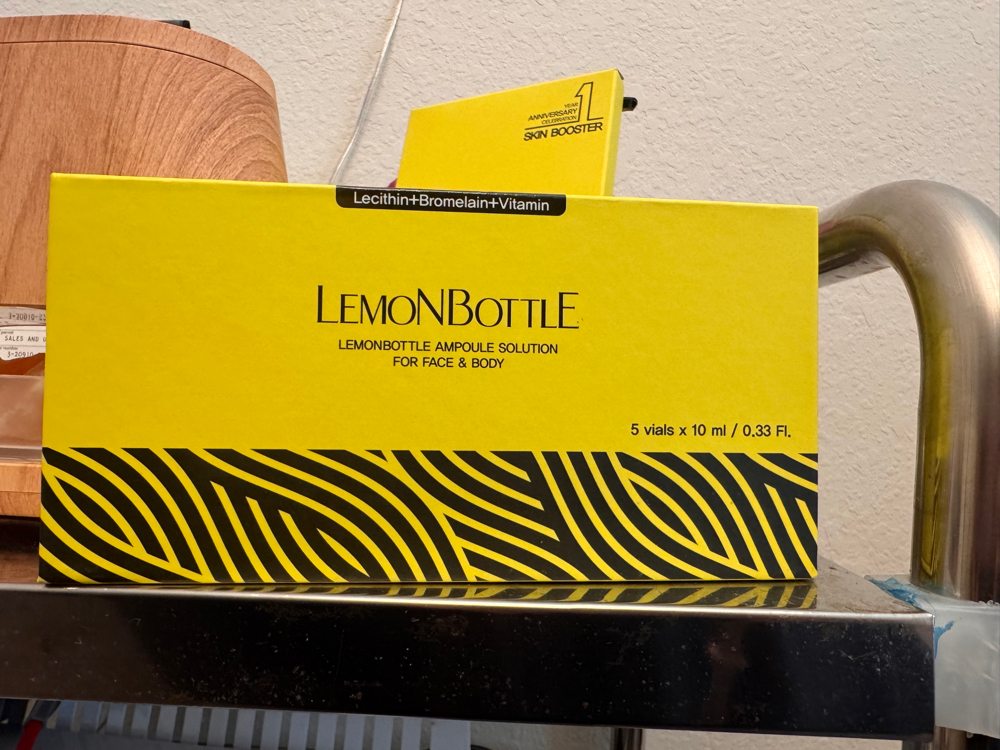 YEAR
ANNIVERSARY
CELEBRATION
1
SKIN BOOSTER
Lecithin+Bromelain+Vitamin
LEMONBOTTLE
LEMONBOTTLE AMPOULE SOLUTION
FOR FACE & BODY
5 vials x 10 ml / 0.33 Fl.
SALES AND